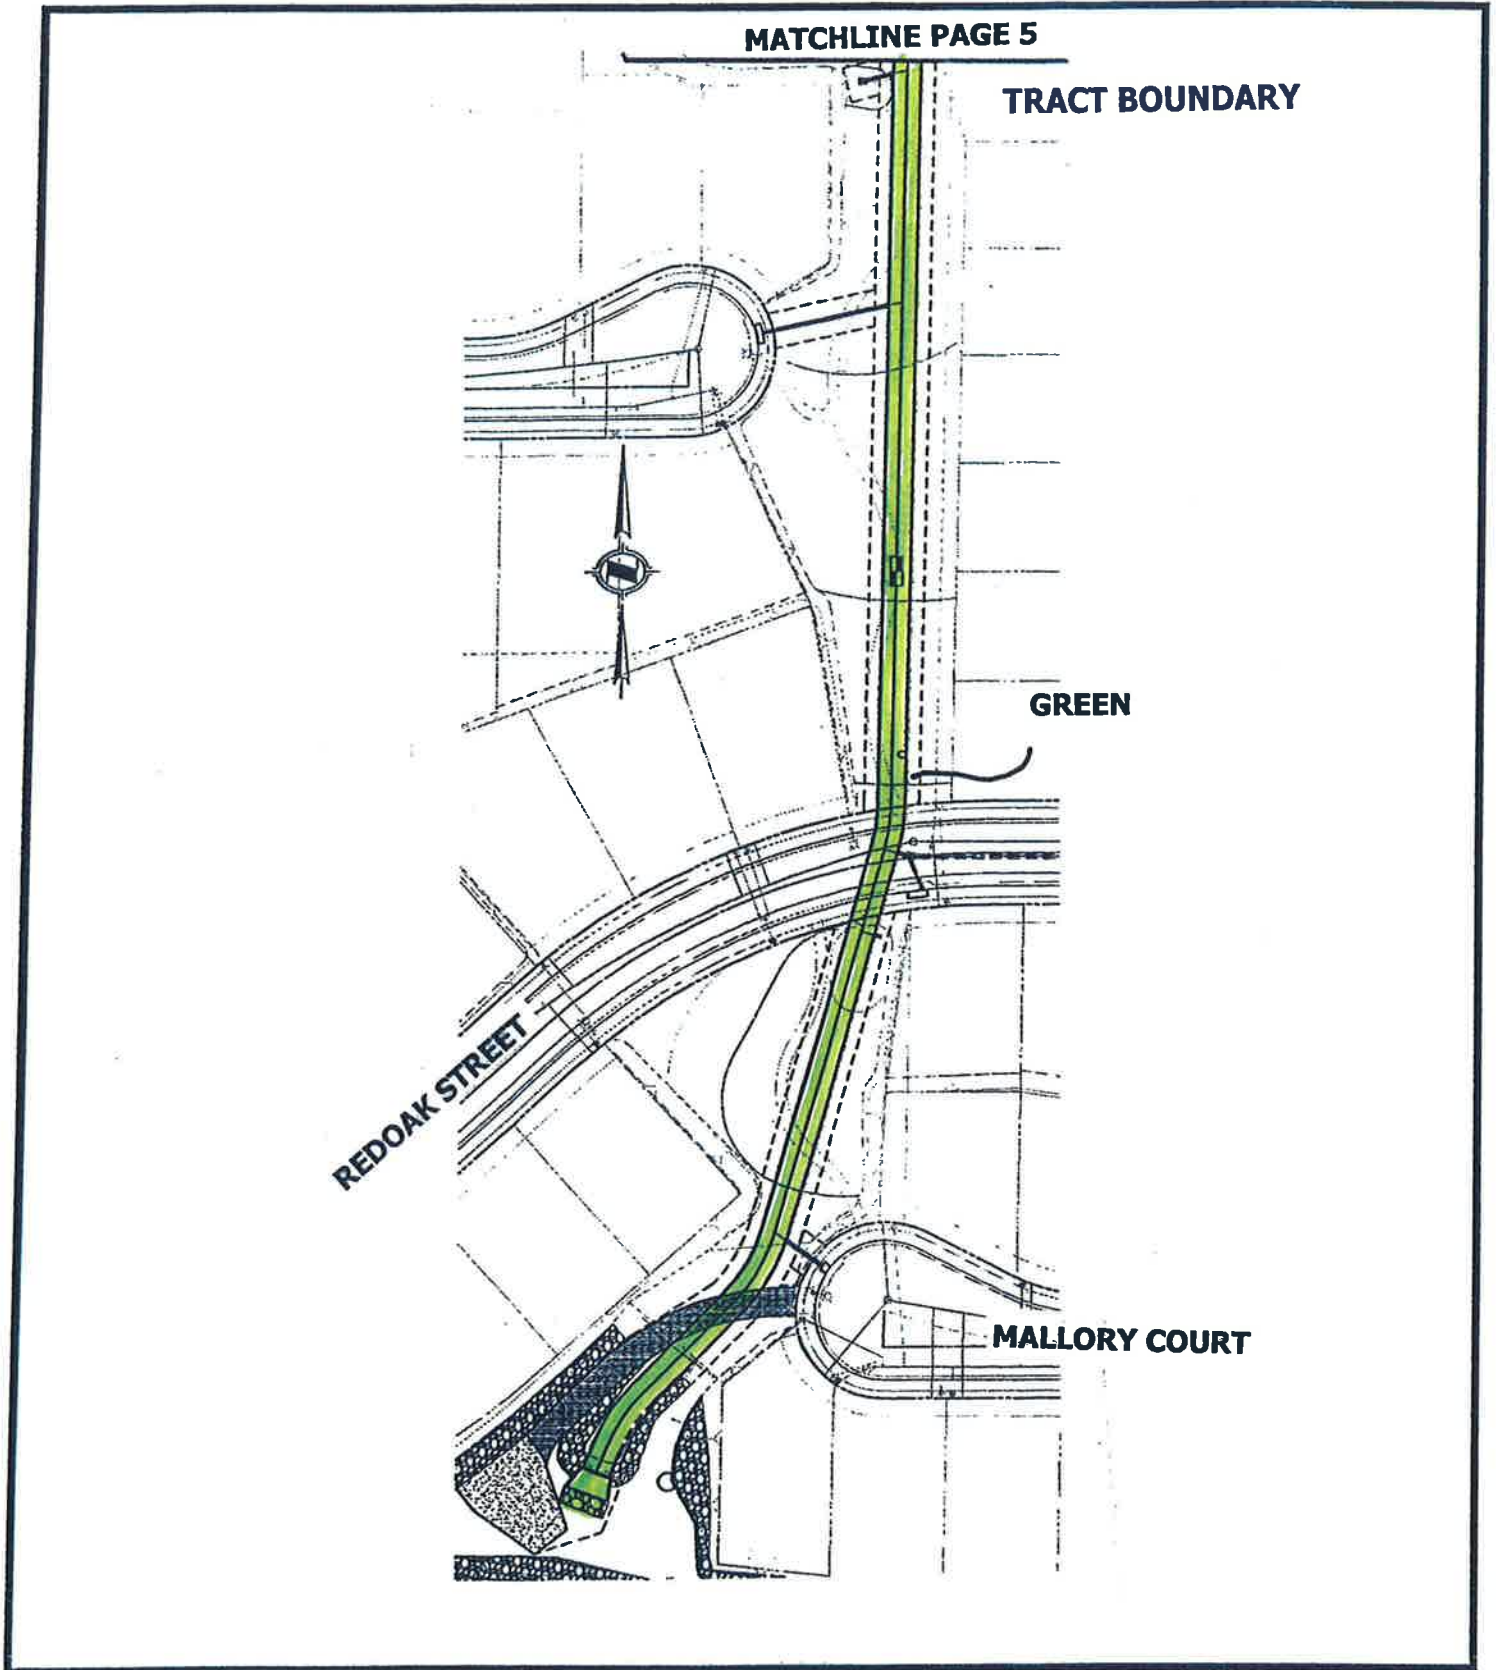 MATCHLINE PAGE 5
TRACT BOUNDARY
GREEN
REDOAK STREET
MALLORY COURT